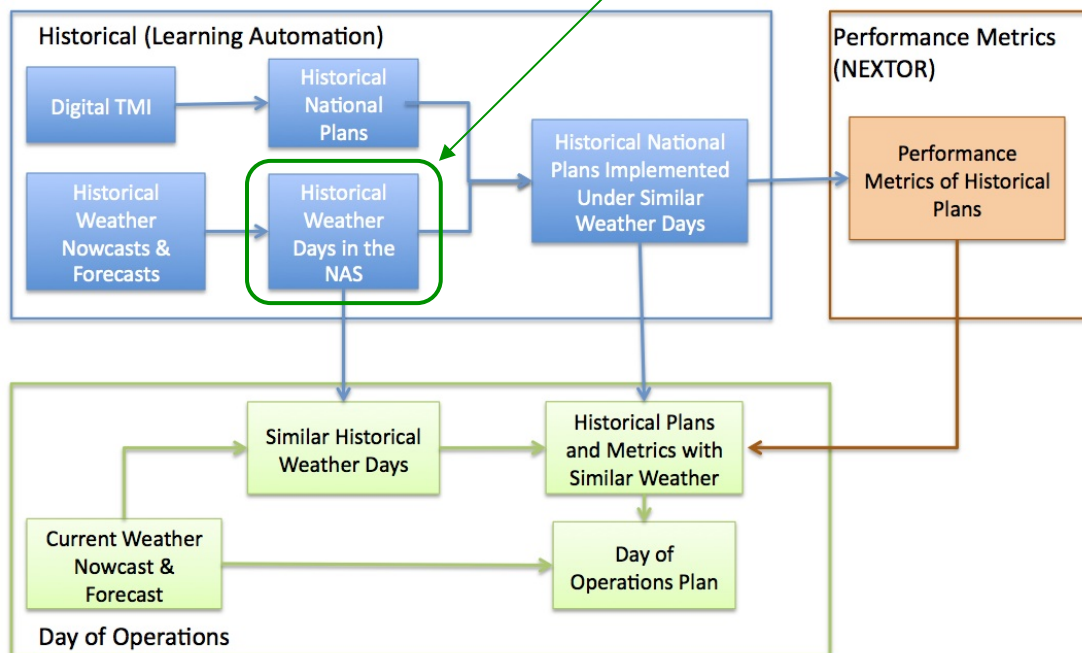 Historical (Learning Automation)
Digital TMI
Historical
National
Plans
Historical
Weather
Nowcasts &
Forecasts
Historical
Weather
Days in the
NAS
Historical National
Plans Implemented
Under Similar
Weather Days
Performance Metrics
(NEXTOR)
Performance
Metrics of Historical
Plans
Similar Historical
Weather Days
Historical Plans
and Metrics with
Similar Weather
Current Weather
Nowcast &
Forecast
Day of
Operations Plan
Day of Operations